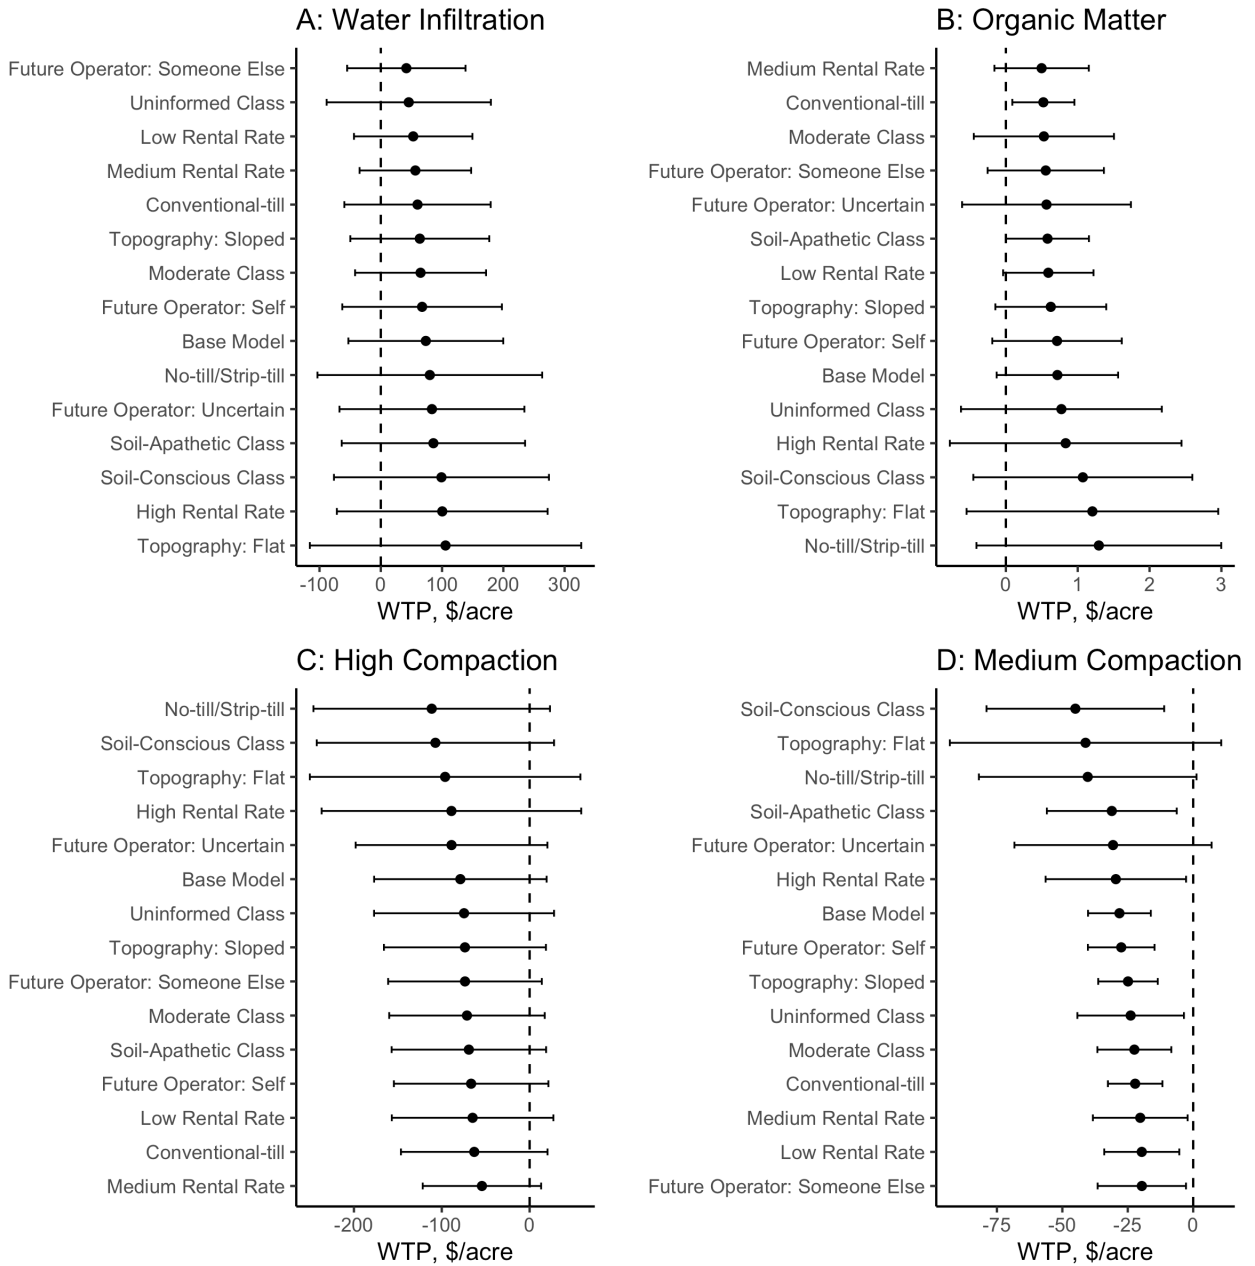 A: Water Infiltration
Future Operator: Someone Else
Uninformed Class
Low Rental Rate
Medium Rental Rate
Conventional-till
Topography: Sloped
Moderate Class
Future Operator: Self
Base Model
No-till/Strip-till
Future Operator: Uncertain
Soil-Apathetic Class
Soil-Conscious Class
High Rental Rate
Topography: Flat
-100 0 100 200 300
WTP, $/acre
B: Organic Matter
Medium Rental Rate
Conventional-till
Moderate Class
Future Operator: Someone Else
Future Operator: Uncertain
Soil-Apathetic Class
Low Rental Rate
Topography: Sloped
Future Operator: Self
Base Model
Uninformed Class
High Rental Rate
Soil-Conscious Class
Topography: Flat
No-till/Strip-till
0 1 2 3
WTP, $/acre
C: High Compaction
No-till/Strip-till
Soil-Conscious Class
Topography: Flat
High Rental Rate
Future Operator: Uncertain
Base Model
Uninformed Class
Topography: Sloped
Future Operator: Someone Else
Moderate Class
Soil-Apathetic Class
Future Operator: Self
Low Rental Rate
Conventional-till
Medium Rental Rate
-200 -100 0
WTP, $/acre
D: Medium Compaction
Soil-Conscious Class
Topography: Flat
No-till/Strip-till
Soil-Apathetic Class
Future Operator: Uncertain
High Rental Rate
Base Model
Future Operator: Self
Topography: Sloped
Uninformed Class
Moderate Class
Conventional-till
Medium Rental Rate
Low Rental Rate
Future Operator: Someone Else
-75 -50 -25 0
WTP, $/acre